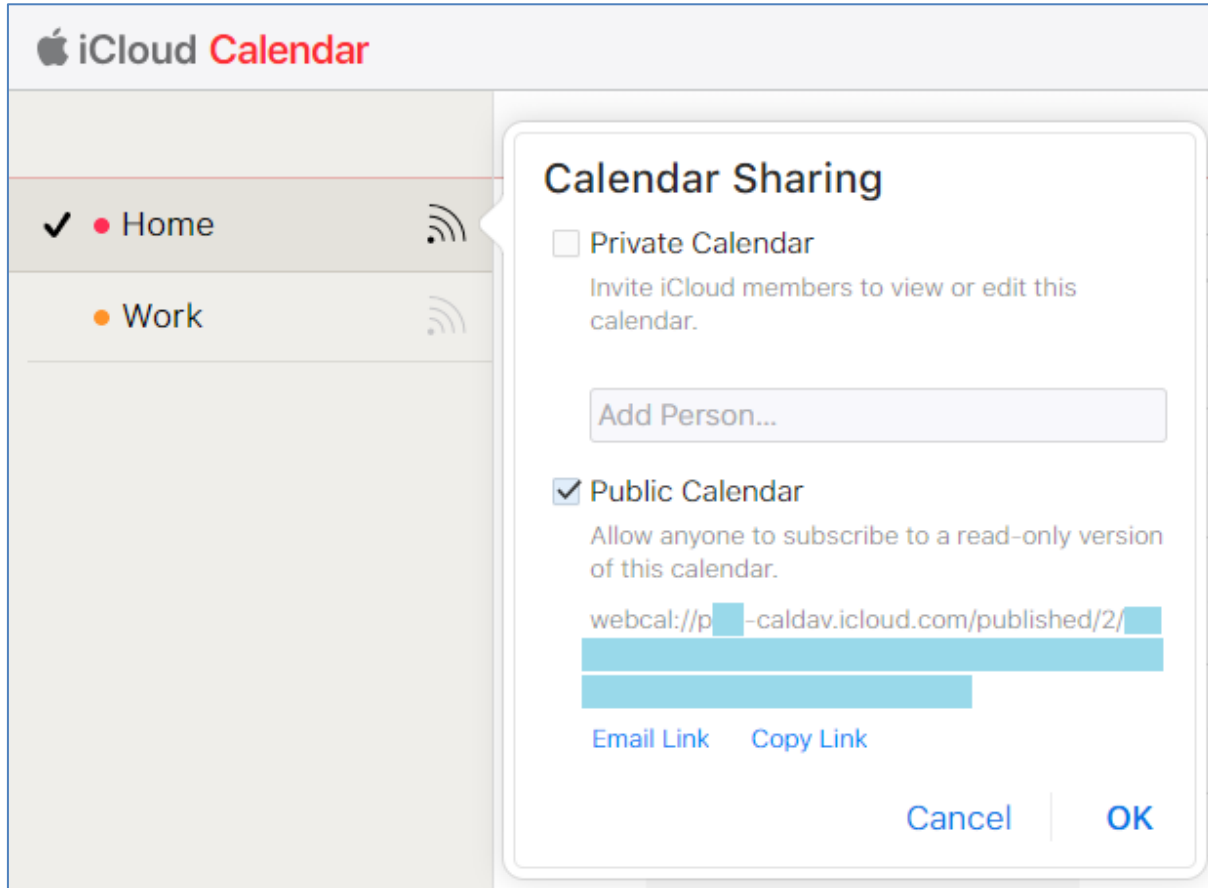 iCloud Calendar
Home
Work
Calendar Sharing
Private Calendar
Invite iCloud members to view or edit this
calendar.
Add Person...
Public Calendar
Allow anyone to subscribe to a read-only version
of this calendar.
webcal://p -caldav.icloud.com/published/2/
Email Link Copy Link
Cancel OK